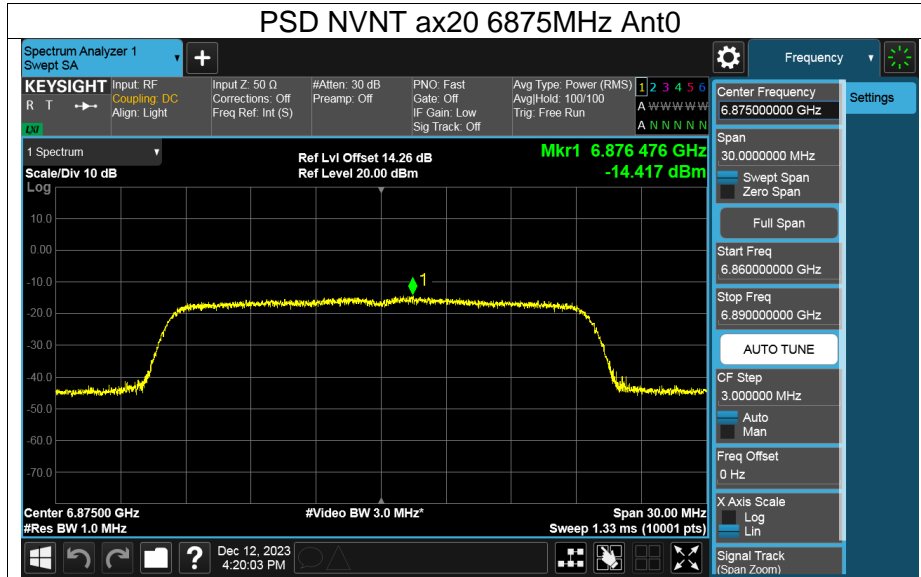 PSD NVNT ax20 6875MHz Ant0
Spectrum Analyzer 1
Swept SA
+
Frequency
KEYSIGHT
R T
LXI
Input: RF
Coupling: DC
Align: Light
Input Z: 50 Ω
Corrections: Off
Freq Ref: Int (S)
#Atten: 30 dB
Preamp: Off
PNO: Fast
Gate: Off
IF Gain: Low
Sig Track: Off
Avg Type: Power (RMS)
Avg|Hold: 100/100
Trig: Free Run
1 2 3 4 5 6
A W W W W W
A N N N N N
Center Frequency
6.875000000 GHz
Settings
Span
30.0000000 MHz
Swept Span
Zero Span
Full Span
Start Freq
6.860000000 GHz
Stop Freq
6.890000000 GHz
AUTO TUNE
CF Step
3.000000 MHz
Auto
Man
Freq Offset
0 Hz
X Axis Scale
Log
Lin
Signal Track
(Span Zoom)
1 Spectrum
Scale/Div 10 dB
Log
Ref Lvl Offset 14.26 dB
Ref Level 20.00 dBm
Mkr1 6.876 476 GHz
-14.417 dBm
10.0
0.00
-10.0
-20.0
-30.0
-40.0
-50.0
-60.0
-70.0
1
Center 6.87500 GHz
#Res BW 1.0 MHz
#Video BW 3.0 MHz*
Span 30.00 MHz
Sweep 1.33 ms (10001 pts)
?
Dec 12, 2023
4:20:03 PM